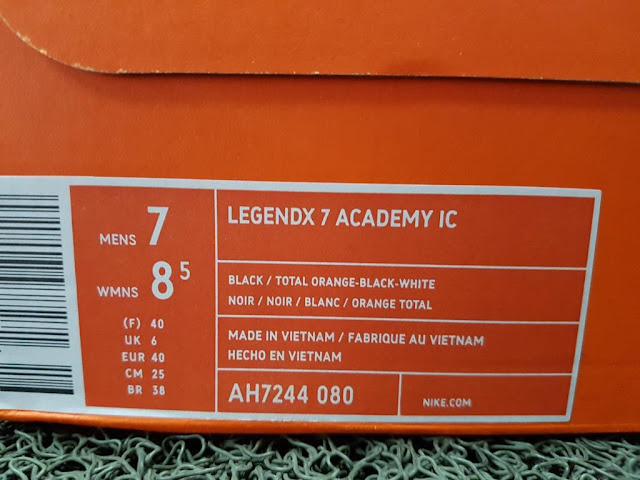 MENS 7
WMNS 8 5
(F) 40
UK 6
EUR 40
CM 25
BR 38
LEGENDX 7 ACADEMY IC
BLACK / TOTAL ORANGE-BLACK-WHITE
NOIR / NOIR / BLANC / ORANGE TOTAL
MADE IN VIETNAM / FABRIQUE AU VIETNAM
HECHO EN VIETNAM
AH7244 080
NIKE.COM